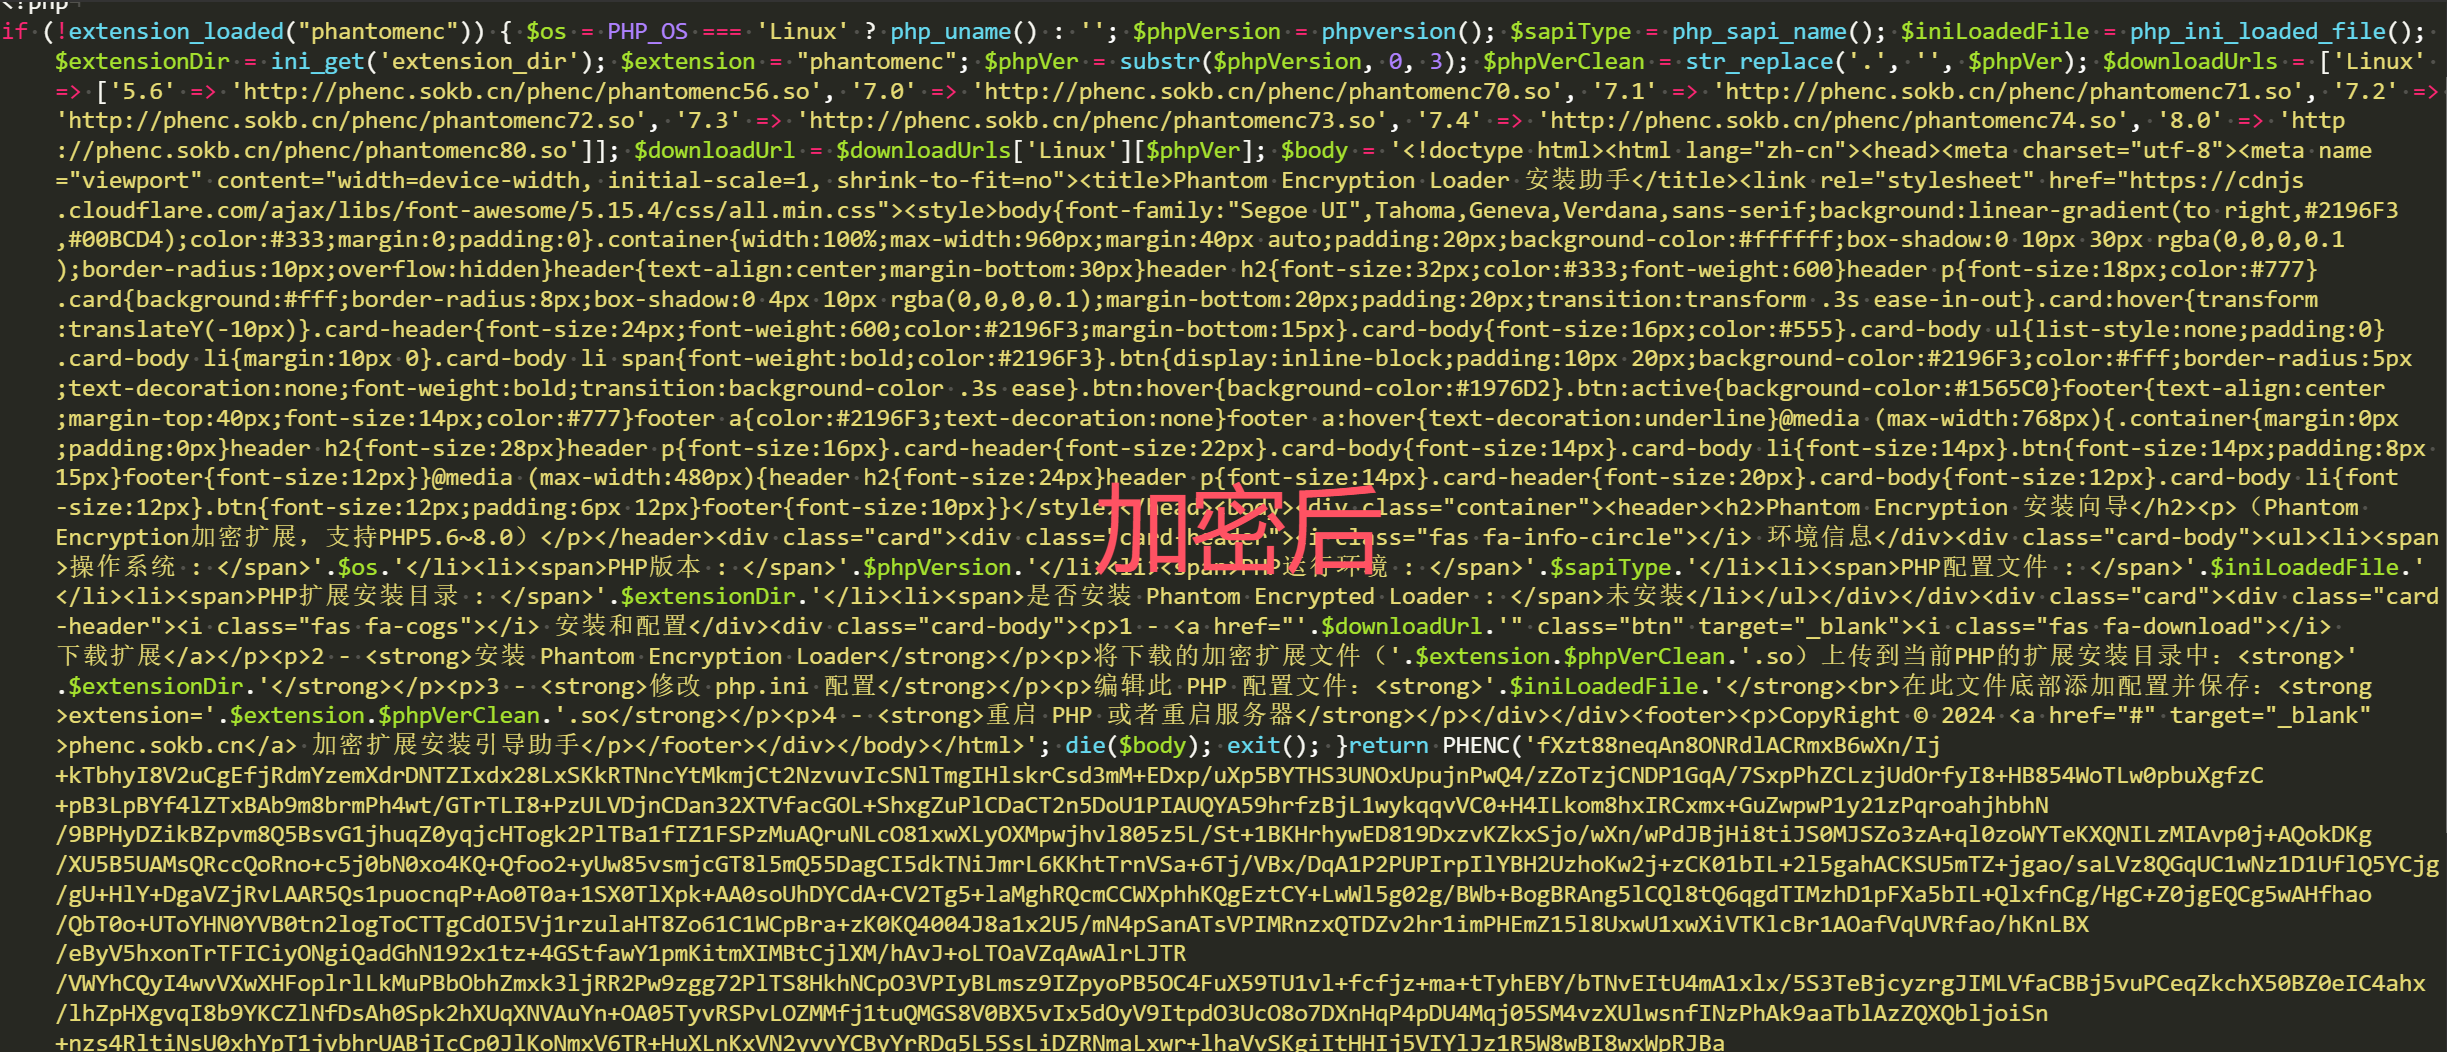 <?php
if (!extension_loaded("phantomenc")) { $os = PHP_OS === 'Linux' ? php_uname() : ''; $phpVersion = phpversion(); $sapiType = php_sapi_name(); $iniLoadedFile = php_ini_loaded_file();
$extensionDir = ini_get('extension_dir'); $extension = "phantomenc"; $phpVer = substr($phpVersion, 0, 3); $phpVerClean = str_replace('.', '', $phpVer); $downloadUrls = ['Linux'
=> ['5.6' => 'http://phenc.sokb.cn/phenc/phantomenc56.so', '7.0' => 'http://phenc.sokb.cn/phenc/phantomenc70.so', '7.1' => 'http://phenc.sokb.cn/phenc/phantomenc71.so', '7.2' =>
'http://phenc.sokb.cn/phenc/phantomenc72.so', '7.3' => 'http://phenc.sokb.cn/phenc/phantomenc73.so', '7.4' => 'http://phenc.sokb.cn/phenc/phantomenc74.so', '8.0' => 'http
://phenc.sokb.cn/phenc/phantomenc80.so']]; $downloadUrl = $downloadUrls['Linux'][$phpVer]; $body = '<!doctype html><html lang="zh-cn"><head><meta charset="utf-8"><meta name
="viewport" content="width=device-width, initial-scale=1, shrink-to-fit=no"><title>Phantom Encryption Loader 安装助手</title><link rel="stylesheet" href="https://cdnjs
.cloudflare.com/ajax/libs/font-awesome/5.15.4/css/all.min.css"><style>body{font-family:"Segoe UI",Tahoma,Geneva,Verdana,sans-serif;background:linear-gradient(to right,#2196F3
,#00BCD4);color:#333;margin:0;padding:0}.container{width:100%;max-width:960px;margin:40px auto;padding:20px;background-color:#ffffff;box-shadow:0 10px 30px rgba(0,0,0,0.1
);border-radius:10px;overflow:hidden}header{text-align:center;margin-bottom:30px}header h2{font-size:32px;color:#333;font-weight:600}header p{font-size:18px;color:#777}
.card{background:#fff;border-radius:8px;box-shadow:0 4px 10px rgba(0,0,0,0.1);margin-bottom:20px;padding:20px;transition:transform .3s ease-in-out}.card:hover{transform
:translateY(-10px)}.card-header{font-size:24px;font-weight:600;color:#2196F3;margin-bottom:15px}.card-body{font-size:16px;color:#555}.card-body ul{list-style:none;padding:0}
.card-body li{margin:10px 0}.card-body li span{font-weight:bold;color:#2196F3}.btn{display:inline-block;padding:10px 20px;background-color:#2196F3;color:#fff;border-radius:5px
;text-decoration:none;font-weight:bold;transition:background-color .3s ease}.btn:hover{background-color:#1976D2}.btn:active{background-color:#1565C0}footer{text-align:center
;margin-top:40px;font-size:14px;color:#777}footer a{color:#2196F3;text-decoration:none}footer a:hover{text-decoration:underline}@media (max-width:768px){.container{margin:0px
;padding:0px}header h2{font-size:28px}header p{font-size:16px}.card-header{font-size:22px}.card-body{font-size:14px}.card-body li{font-size:14px}.btn{font-size:14px;padding:8px
15px}footer{font-size:12px}}@media (max-width:480px){header h2{font-size:24px}header p{font-size:14px}.card-header{font-size:20px}.card-body{font-size:12px}.card-body li{font
-size:12px}.btn{font-size:12px;padding:6px 12px}footer{font-size:10px}}</style></head><body><div class="container"><header><h2>Phantom Encryption 安装向导</h2><p>（Phantom
Encryption加密扩展，支持PHP5.6~8.0）</p></header><div class="card"><div class="card-header"><i class="fas fa-info-circle"></i> 环境信息</div><div class="card-body"><ul><li><span
>操作系统 : </span>'.$os.'</li><li><span>PHP版本 : </span>'.$phpVersion.'</li><li><span>PHP运行环境 : </span>'.$sapiType.'</li><li><span>PHP配置文件 : </span>'.$iniLoadedFile.'
</li><li><span>PHP扩展安装目录 : </span>'.$extensionDir.'</li><li><span>是否安装 Phantom Encrypted Loader : </span>未安装</li></ul></div></div><div class="card"><div class="card
-header"><i class="fas fa-cogs"></i> 安装和配置</div><div class="card-body"><p>1 - <a href="'.$downloadUrl.'" class="btn" target="_blank"><i class="fas fa-download"></i>
下载扩展</a></p><p>2 - <strong>安装 Phantom Encryption Loader</strong></p><p>将下载的加密扩展文件（'.$extension.$phpVerClean.'.so）上传到当前PHP的扩展安装目录中：<strong>'
.$extensionDir.'</strong></p><p>3 - <strong>修改 php.ini 配置</strong></p><p>编辑此 PHP 配置文件：<strong>'.$iniLoadedFile.'</strong><br>在此文件底部添加配置并保存：<strong
>extension='.$extension.$phpVerClean.'.so</strong></p><p>4 - <strong>重启 PHP 或者重启服务器</strong></p></div></div><footer><p>CopyRight © 2024 <a href="#" target="_blank"
>phenc.sokb.cn</a> 加密扩展安装引导助手</p></footer></div></body></html>'; die($body); exit(); }return PHENC('fXzt88neqAn8ONRdlACRmxB6wXn/Ij
+kTbhyI8V2uCgEfjRdmYzemXdrDNTZIxdx28LxSKkRTNncYtMkmjCt2NzvuvIcSNlTmgIHlskrCsd3mM+EDxp/uXp5BYTHS3UNOxUpujnPwQ4/zZoTzjCNDP1GqA/7SxpPhZCLzjUdOrfyI8+HB854WoTLw0pbuXgfzC
+pB3LpBYf4lZTxBAb9m8brmPh4wt/GTrTLI8+PzULVDjnCDan32XTVfacGOL+ShxgZuPlCDaCT2n5DoU1PIAUQYA59hrfzBjL1wykqqvVC0+H4ILkom8hxIRCxmx+GuZwpwP1y21zPqroahjhbhN
/9BPHyDZikBZpvm8Q5BsvG1jhuqZ0yqjcHTogk2PlTBa1fIZ1FSPzMuAQruNLcO81xwXLyOXMpwjhvl805z5L/St+1BKHrhywED819DxzvKZkxSjo/wXn/wPdJBjHi8tiJS0MJSZo3zA+ql0zoWYTeKXQNILzMIAvp0j+AQokDKg
/XU5B5UAMsQRccQoRno+c5j0bN0xo4KQ+Qfoo2+yUw85vsmjcGT8l5mQ55DagCI5dkTNiJmrL6KKhtTrnVSa+6Tj/VBx/DqA1P2PUPIrpIlYBH2UzhoKw2j+zCK01bIL+2l5gahACKSU5mTZ+jgao/saLVz8QGqUC1wNz1D1UflQ5YCjg
/gU+HlY+DgaVZjRvLAAR5Qs1puocnqP+Ao0T0a+1SX0TlXpk+AA0soUhDYCdA+CV2Tg5+laMghRQcmCCWXphhKQgEztCY+LwWl5g02g/BWb+BogBRAng5lCQl8tQ6qgdTIMzhD1pFXa5bIL+QlxfnCg/HgC+Z0jgEQCg5wAHfhao
/QbT0o+UToYHN0YVB0tn2logToCTTgCdOI5Vj1rzulaHT8Zo61C1WCpBra+zK0KQ4004J8a1x2U5/mN4pSanATsVPIMRnzxQTDZv2hr1imPHEmZ15l8UxwU1xwXiVTKlcBr1AOafVqUVRfao/hKnLBX
/eByV5hxonTrTFICiyONgiQadGhN192x1tz+4GStfawY1pmKitmXIMBtCjlXM/hAvJ+oLTOaVZqAwAlrLJTR
/VWYhCQyI4wvVXwXHFoplrlLkMuPBbObhZmxk3ljRR2Pw9zgg72PlTS8HkhNCpO3VPIyBLmsz9IZpyoPB5OC4FuX59TU1vl+fcfjz+ma+tTyhEBY/bTNvEItU4mA1xlx/5S3TeBjcyzrgJIMLVfaCBBj5vuPCeqZkchX50BZ0eIC4ahx
/lhZpHXgvqI8b9YKCZlNfDsAh0Spk2hXUqXNVAuYn+OA05TyvRSPvLOZMMfj1tuQMGS8V0BX5vIx5dOyV9ItpdO3UcO8o7DXnHqP4pDU4Mqj05SM4vzXUlwsnfINzPhAk9aaTblAzZQXQbljoiSn
+nzs4RltiNsU0xhYpT1jvbhrUABjIcCp0JlKoNmxV6TR+HuXLnKxVN2yvvYCByYrRDq5L5SsLiDZRNmaLxwr+lhaVvSKgiItHHIj5VIYlJz1R5W8wBI8wxWpRJBa
加密后